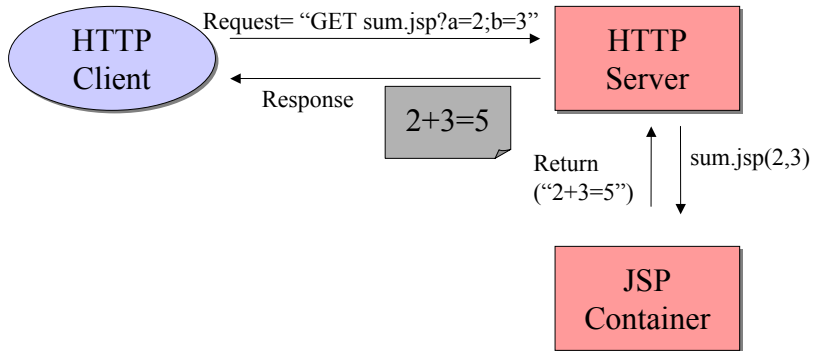 Request= “GET sum.jsp?a=2;b=3”
HTTP
Client
HTTP
Server
Response
2+3=5
Return
(“2+3=5”)
sum.jsp(2,3)
JSP
Container